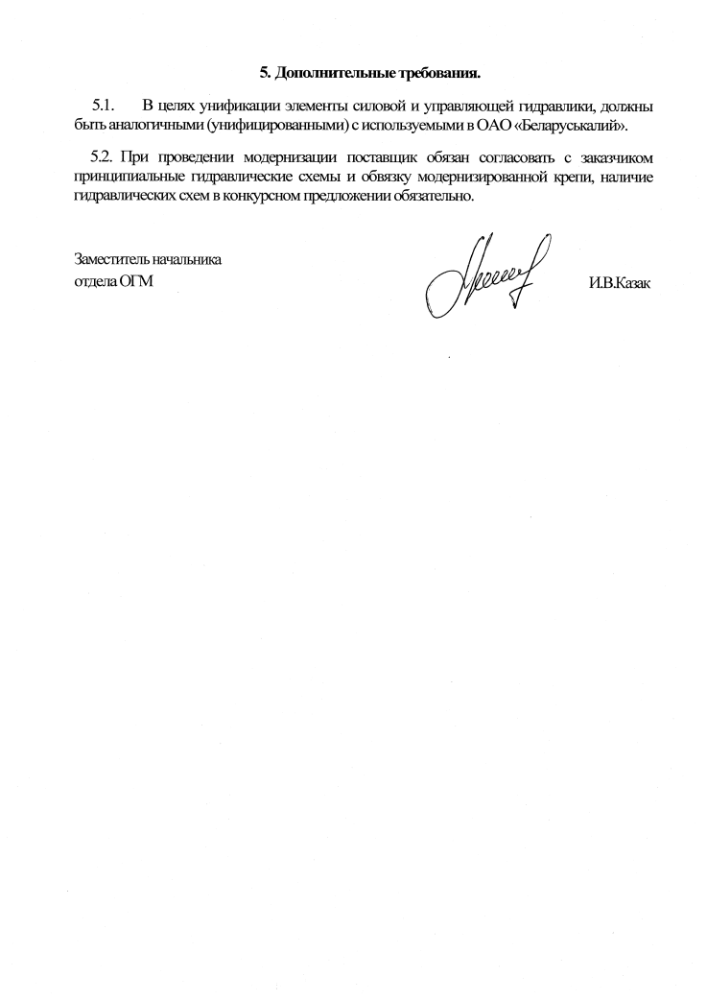 5. Дополнительные требования.
5.1. В целях унификации элементы силовой и управляющей гидравлики, должны
быть аналогичными (унифицированными) с используемыми в ОАО «Беларуськалий».
5.2. При проведении модернизации поставщик обязан согласовать с заказчиком
принципиальные гидравлические схемы и обвязку модернизированной крепи, наличие
гидравлических схем в конкурсном предложении обязательно.
Заместитель начальника
отдела ОГМ
И.В.Казак